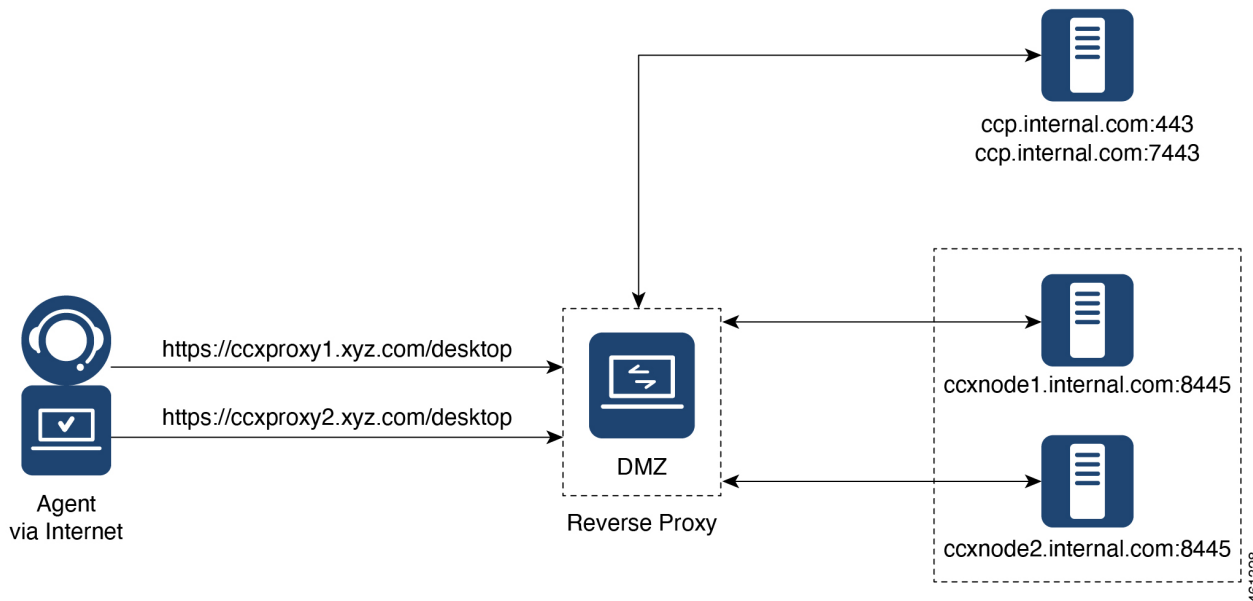 ccp.internal.com:443
ccp.internal.com:7443
https://ccxproxy1.xyz.com/desktop
https://ccxproxy2.xyz.com/desktop
Agent
via Internet
DMZ
Reverse Proxy
ccxnode1.internal.com:8445
ccxnode2.internal.com:8445